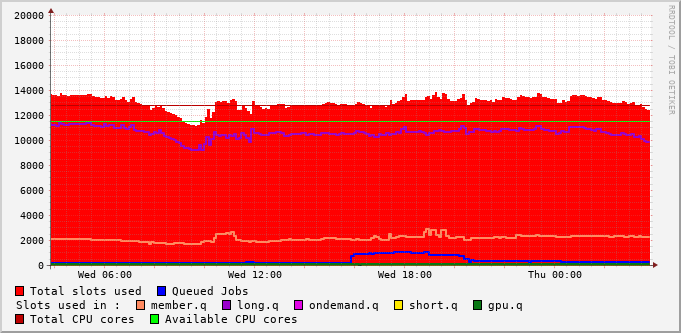 20000
18000
16000
14000
12000
10000
8000
6000
4000
2000
0
Wed 06:00 Wed 12:00 Wed 18:00 Thu 00:00
Total slots used Queued Jobs
Slots used in : member.q long.q ondemand.q short.q gpu.q
Total CPU cores Available CPU cores
RRDTOOL / TOBI OETIKER